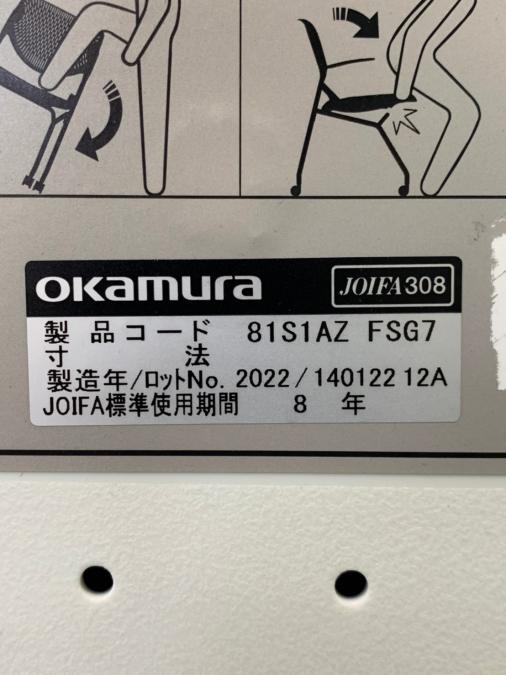 okamura
JOIFA308
製品コード 81S1AZ FSG7
寸法
製造年/ロットNo. 2022/140122 12A
JOIFA標準使用期間 8 年